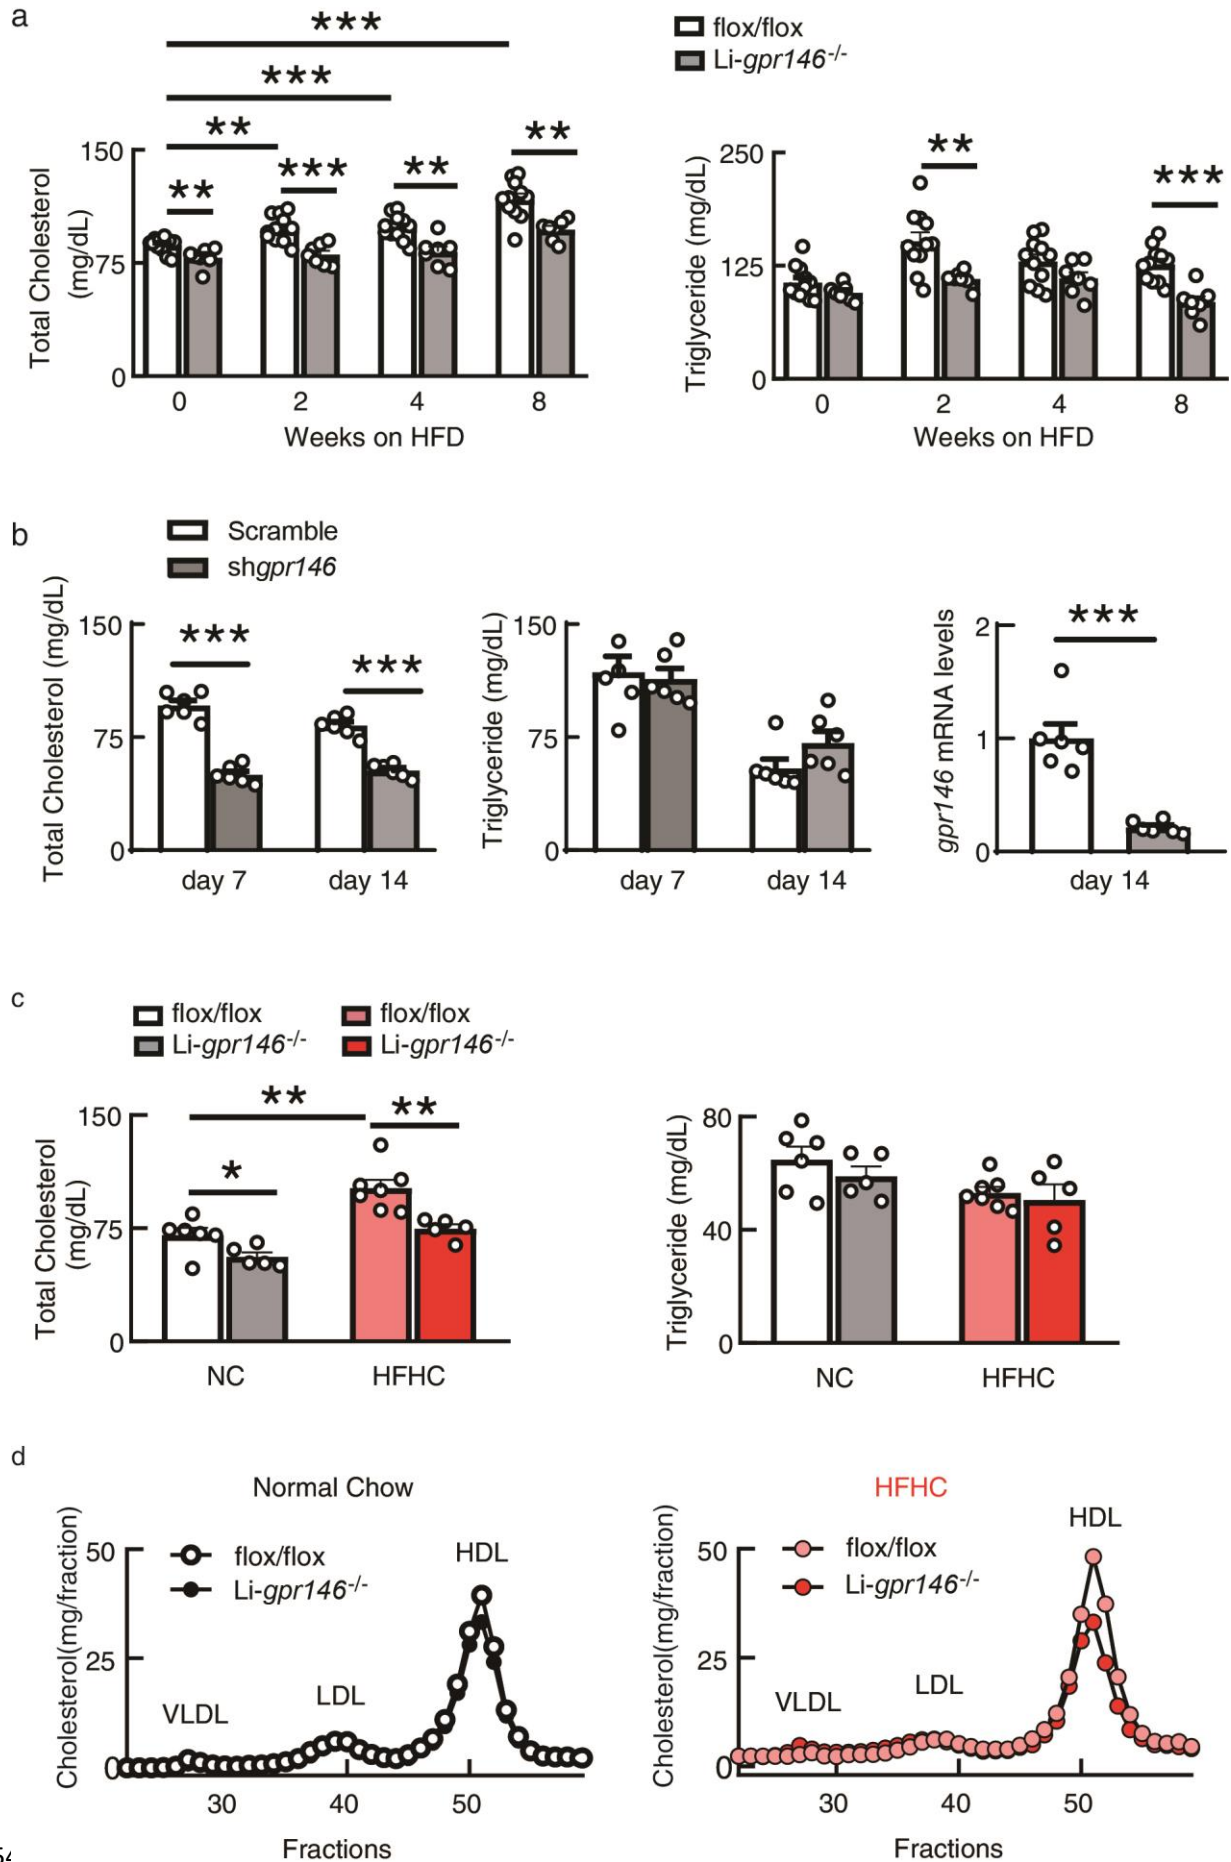 a
***
***
**
**
***
**
**
150
75
0
Total Cholesterol
(mg/dL)
0 2 4 8
Weeks on HFD
flox/flox
Li-gpr146-/-
**
***
250
125
0
Triglyceride (mg/dL)
0 2 4 8
Weeks on HFD
b
Scramble
shgpr146
Total Cholesterol (mg/dL)
150
75
0
***
***
day 7 day 14
Triglyceride (mg/dL)
150
75
0
day 7 day 14
gpr146 mRNA levels
2
1
0
***
day 14
c
flox/flox flox/flox
Li-gpr146-/- Li-gpr146-/-
**
**
*
150
75
0
Total Cholesterol
(mg/dL)
NC HFHC
Triglyceride (mg/dL)
80
40
0
NC HFHC
d
Normal Chow
Cholesterol(mg/fraction)
50
25
0
flox/flox
Li-gpr146-/-
HDL
LDL
VLDL
30 40 50
Fractions
HFHC
Cholesterol(mg/fraction)
50
25
0
flox/flox
Li-gpr146-/-
HDL
LDL
VLDL
30 40 50
Fractions